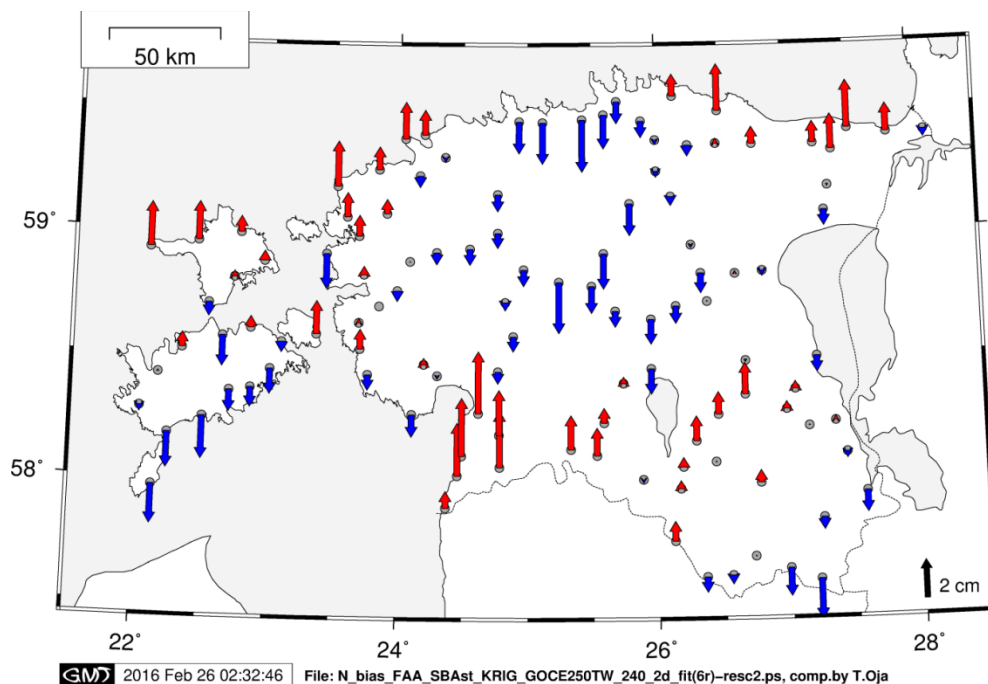 50 km
59˚
58˚
2 cm
22˚
24˚
26˚
28˚
GMD 2016 Feb 26 02:32:46 File: N_bias_FAA_SBAst_KRIG_GOCE250TW_240_2d_fit(6r)−resc2.ps, comp.by T.Oja